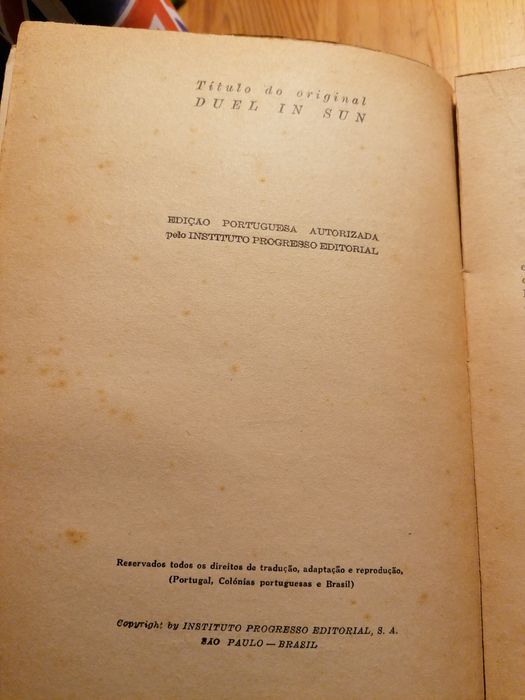 Título do original
DUEL IN SUN
EDIÇÃO PORTUGUESA AUTORIZADA
pelo INSTITUTO PROGRESSO EDITORIAL
Reservados todos os direitos de tradução, adaptação e reprodução.
(Portugal, Colónias portuguesas e Brasil)
Copyright by INSTITUTO PROGRESSO EDITORIAL, S. A.
SÃO PAULO — BRASIL